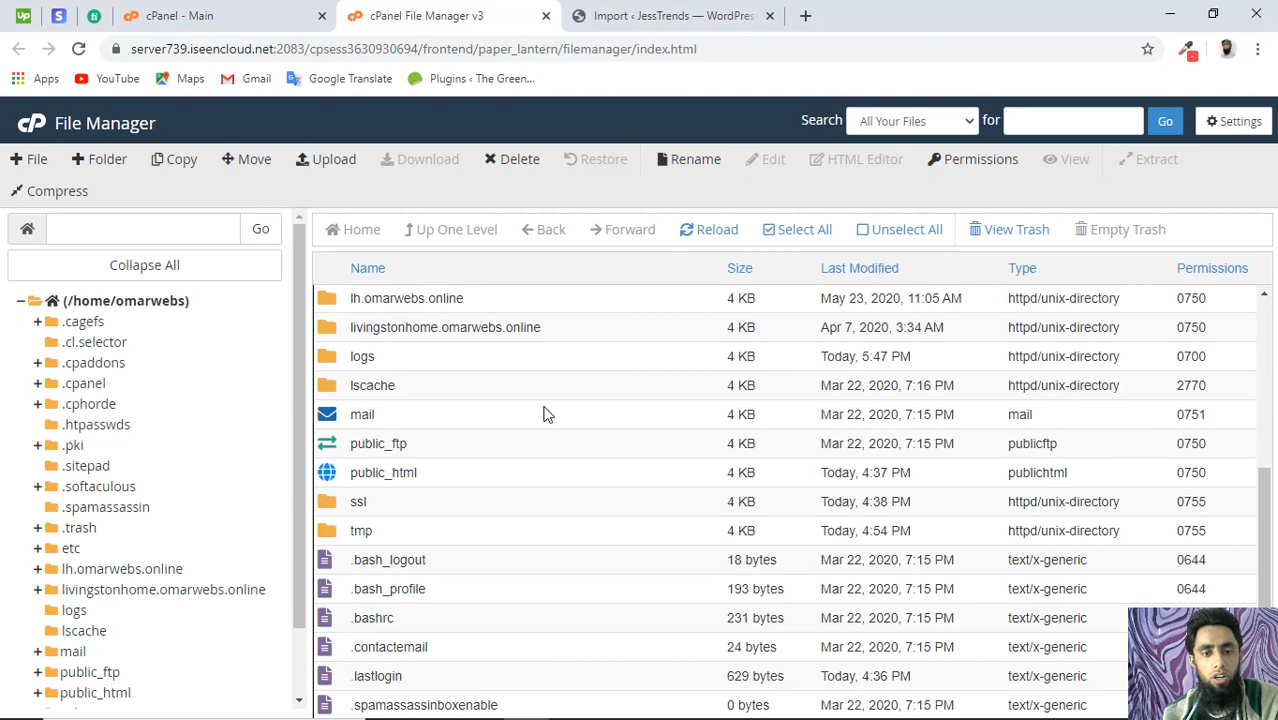 Up
S
fi
cPanel - Main
cPanel File Manager v3
Import ‹ JessTrends — WordPres
server739.iseencloud.net:2083/cpsess3630930694/frontend/paper_lantern/filemanager/index.html
Apps
YouTube
Maps
Gmail
Google Translate
Plugins ‹ The Green...
cP File Manager
Search
All Your Files
for
Go
Settings
File
Folder
Copy
Move
Upload
Download
Delete
Restore
Rename
Edit
HTML Editor
Permissions
View
Extract
Compress
Go
Home
Up One Level
Back
Forward
Reload
Select All
Unselect All
View Trash
Empty Trash
Collapse All
(/home/omarwebs)
.cagefs
.cl.selector
.cpaddons
.cpanel
.cphorde
.htpasswds
.pki
.sitepad
.softaculous
.spamassassin
.trash
etc
lh.omarwebs.online
livingstonhome.omarwebs.online
logs
lscache
mail
public_ftp
public_html
Name Size Last Modified Type Permissions
lh.omarwebs.online 4 KB May 23, 2020, 11:05 AM httpd/unix-directory 0750
livingstonhome.omarwebs.online 4 KB Apr 7, 2020, 3:34 AM httpd/unix-directory 0750
logs 4 KB Today, 5:47 PM httpd/unix-directory 0700
lscache 4 KB Mar 22, 2020, 7:16 PM httpd/unix-directory 2770
mail 4 KB Mar 22, 2020, 7:15 PM mail 0751
public_ftp 4 KB Mar 22, 2020, 7:15 PM publicftp 0750
public_html 4 KB Today, 4:37 PM publichtml 0750
ssl 4 KB Today, 4:38 PM httpd/unix-directory 0755
tmp 4 KB Today, 4:54 PM httpd/unix-directory 0755
.bash_logout 18 bytes Mar 22, 2020, 7:15 PM text/x-generic 0644
.bash_profile 193 bytes Mar 22, 2020, 7:15 PM text/x-generic 0644
.bashrc 231 bytes Mar 22, 2020, 7:15 PM text/x-generic
.contactemail 24 bytes Mar 22, 2020, 7:15 PM text/x-generic
.lastlogin 629 bytes Today, 4:36 PM text/x-generic
.spamassassinboxenable 0 bytes Mar 22, 2020, 7:15 PM text/x-generic